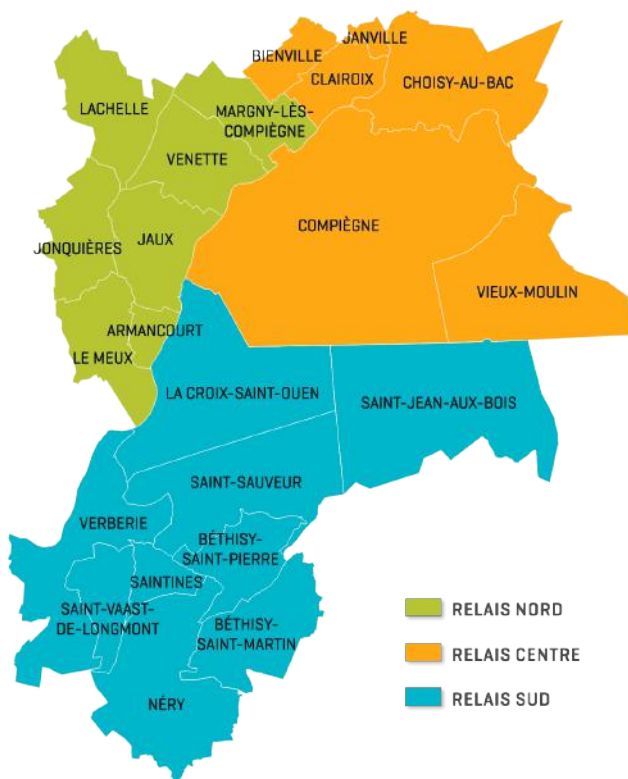 JANVILLE
BIENVILLE
CLAIROIX
CHOISY-AU-BAC
LACHELLE
MARGNY-LÈS-
COMPIÈGNE
VENETTE
COMPIÈGNE
JAUX
JONQUIÈRES
VIEUX-MOULIN
ARMANCOURT
LE MEUX
LA CROIX-SAINT-OUEN
SAINT-JEAN-AUX-BOIS
SAINT-SAUVEUR
VERBERIE
BÉTHISY-
SAINT-PIERRE
SAINTINES
SAINT-VAAST-
DE-LONGMONT
BÉTHISY-
SAINT-MARTIN
NÉRY
RELAIS NORD
RELAIS CENTRE
RELAIS SUD